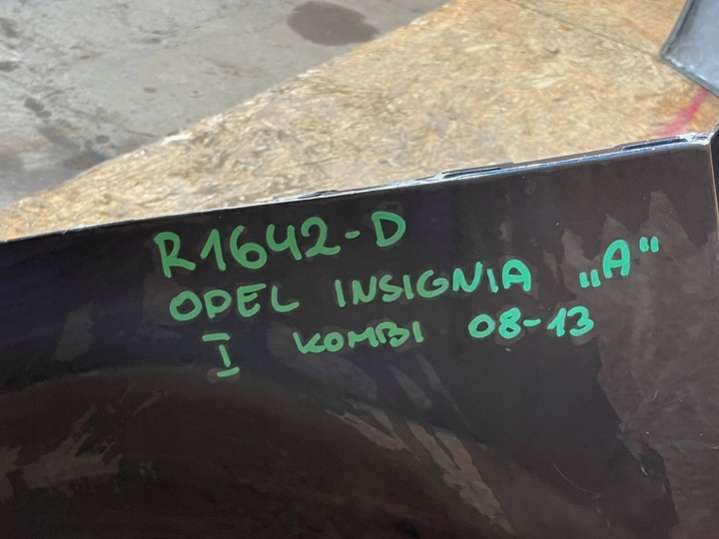 R1642-D
OPEL INSIGNIA „A"
I KOMBI 08-13